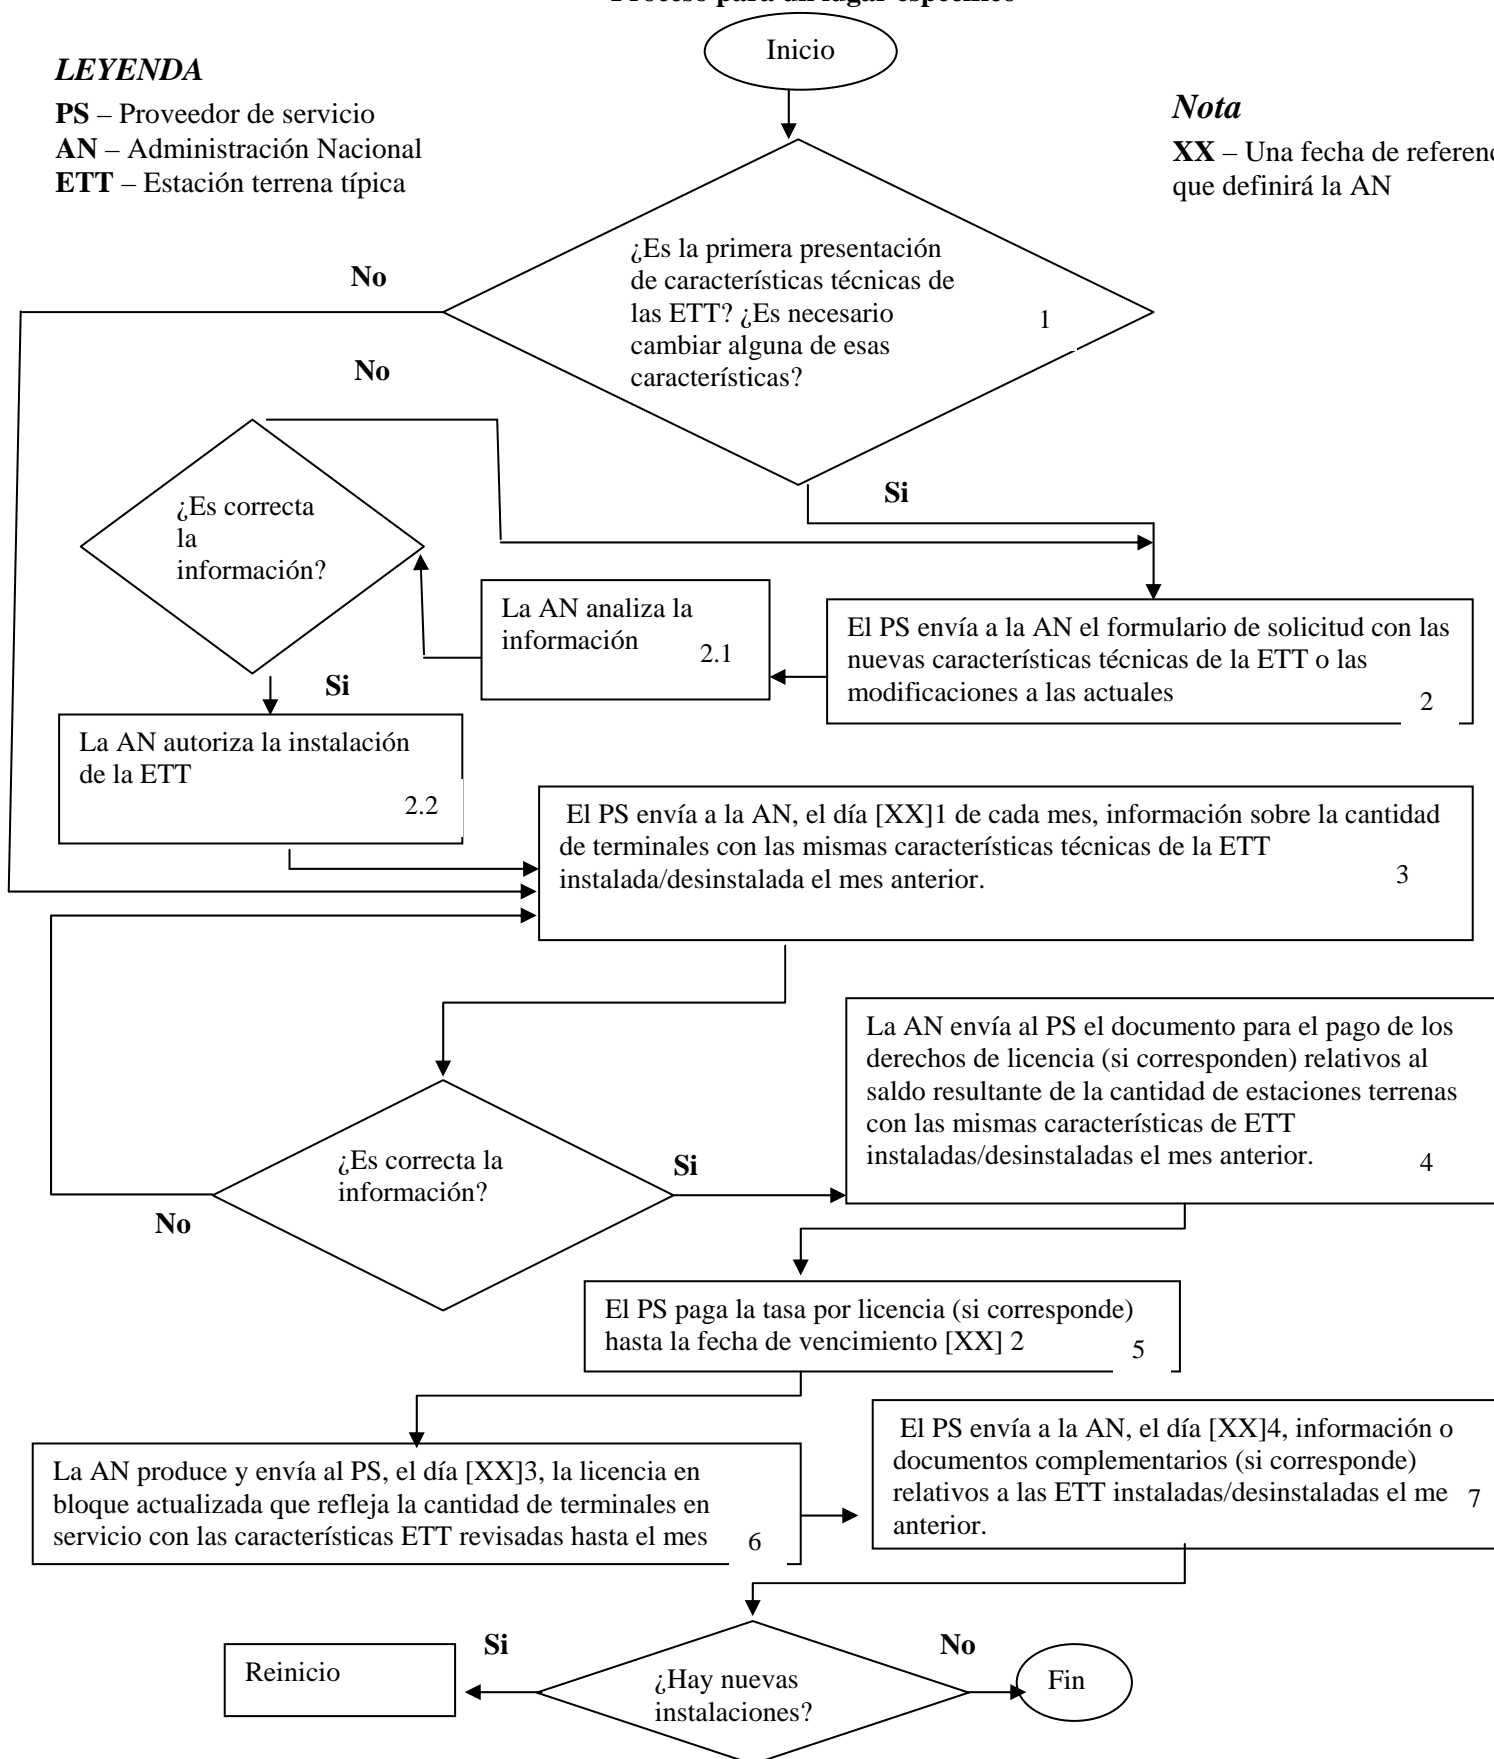 Proceso para un lugar específico
Inicio
LEYENDA
PS – Proveedor de servicio
AN – Administración Nacional
ETT – Estación terrena típica
Nota
XX – Una fecha de referenc
que definirá la AN
¿Es la primera presentación
de características técnicas de
las ETT? ¿Es necesario
cambiar alguna de esas
características?
1
No
No
Si
¿Es correcta
la
información?
La AN analiza la
información
2.1
El PS envía a la AN el formulario de solicitud con las
nuevas características técnicas de la ETT o las
modificaciones a las actuales
2
Si
La AN autoriza la instalación
de la ETT
2.2
El PS envía a la AN, el día [XX]1 de cada mes, información sobre la cantidad
de terminales con las mismas características técnicas de la ETT
instalada/desinstalada el mes anterior.
3
La AN envía al PS el documento para el pago de los
derechos de licencia (si corresponden) relativos al
saldo resultante de la cantidad de estaciones terrenas
con las mismas características de ETT
instaladas/desinstaladas el mes anterior.
4
¿Es correcta la
información?
Si
No
El PS paga la tasa por licencia (si corresponde)
hasta la fecha de vencimiento [XX] 2
5
La AN produce y envía al PS, el día [XX]3, la licencia en
bloque actualizada que refleja la cantidad de terminales en
servicio con las características ETT revisadas hasta el mes
6
El PS envía a la AN, el día [XX]4, información o
documentos complementarios (si corresponde)
relativos a las ETT instaladas/desinstaladas el me
anterior.
7
Si
No
Reinicio
¿Hay nuevas
instalaciones?
Fin